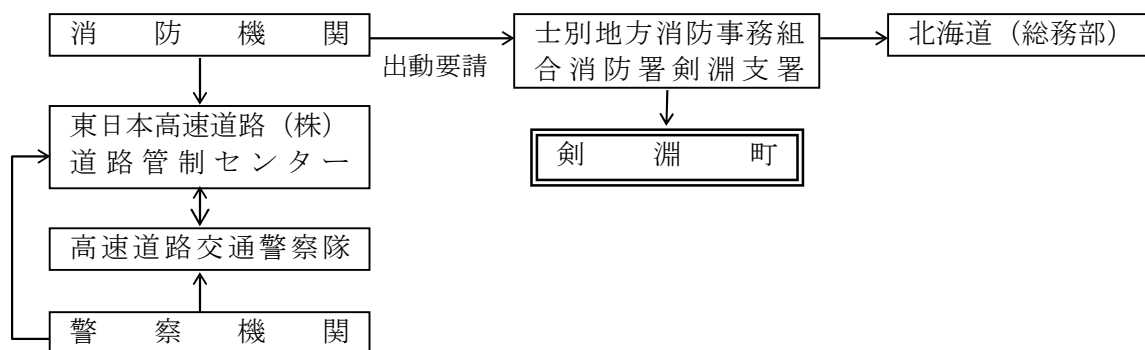 消防機関
出動要請
士別地方消防事務組
合消防署剣淵支署
北海道（総務部）
東日本高速道路（株）
道路管制センター
剣淵町
高速道路交通警察隊
警察機関